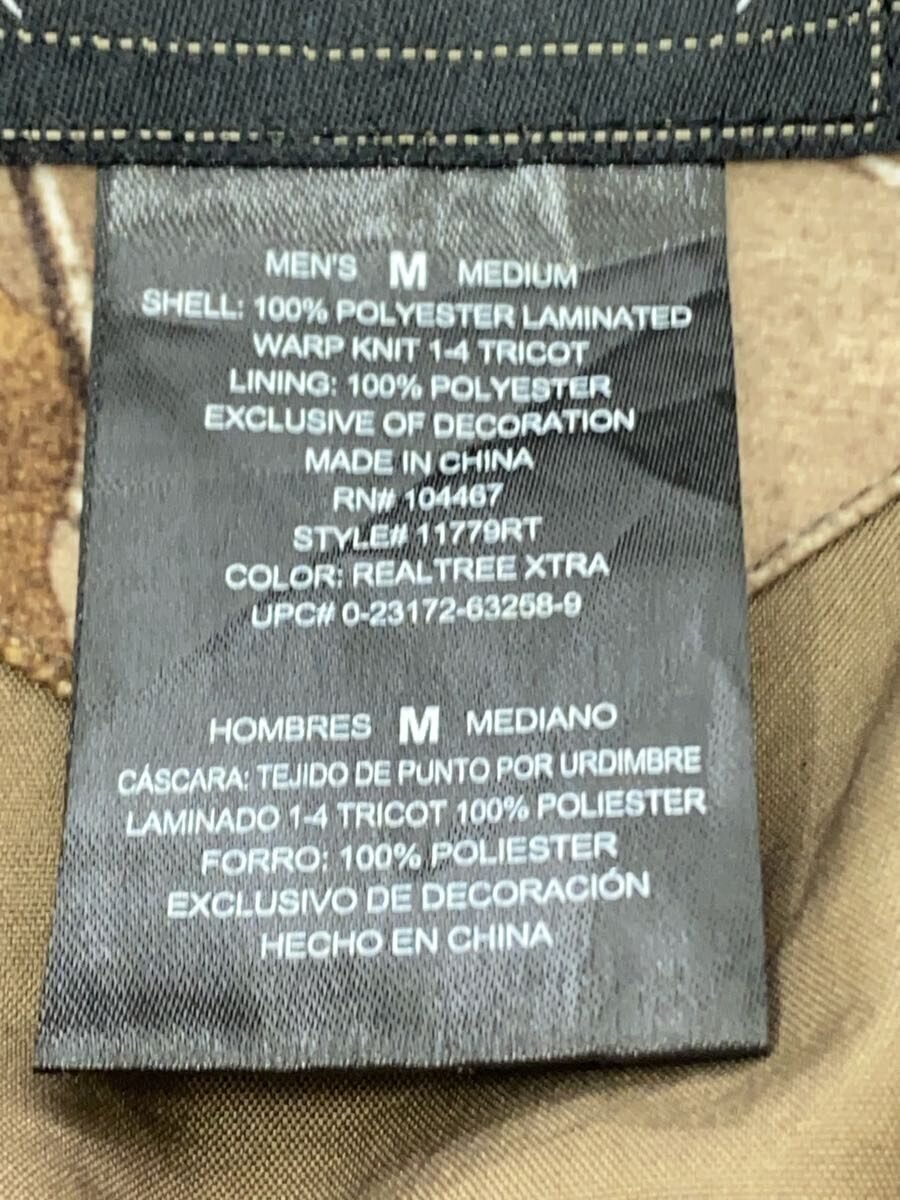 MEN'S M MEDIUM
SHELL: 100% POLYESTER LAMINATED
WARP KNIT 1-4 TRICOT
LINING: 100% POLYESTER
EXCLUSIVE OF DECORATION
MADE IN CHINA
RN# 104467
STYLE# 11779RT
COLOR: REALTREE XTRA
UPC# 0-23172-63258-9
HOMBRES M MEDIANO
CÁSCARA: TEJIDO DE PUNTO POR URDIMBRE
LAMINADO 1-4 TRICOT 100% POLIESTER
FORRO: 100% POLIESTER
EXCLUSIVO DE DECORACIÓN
HECHO EN CHINA